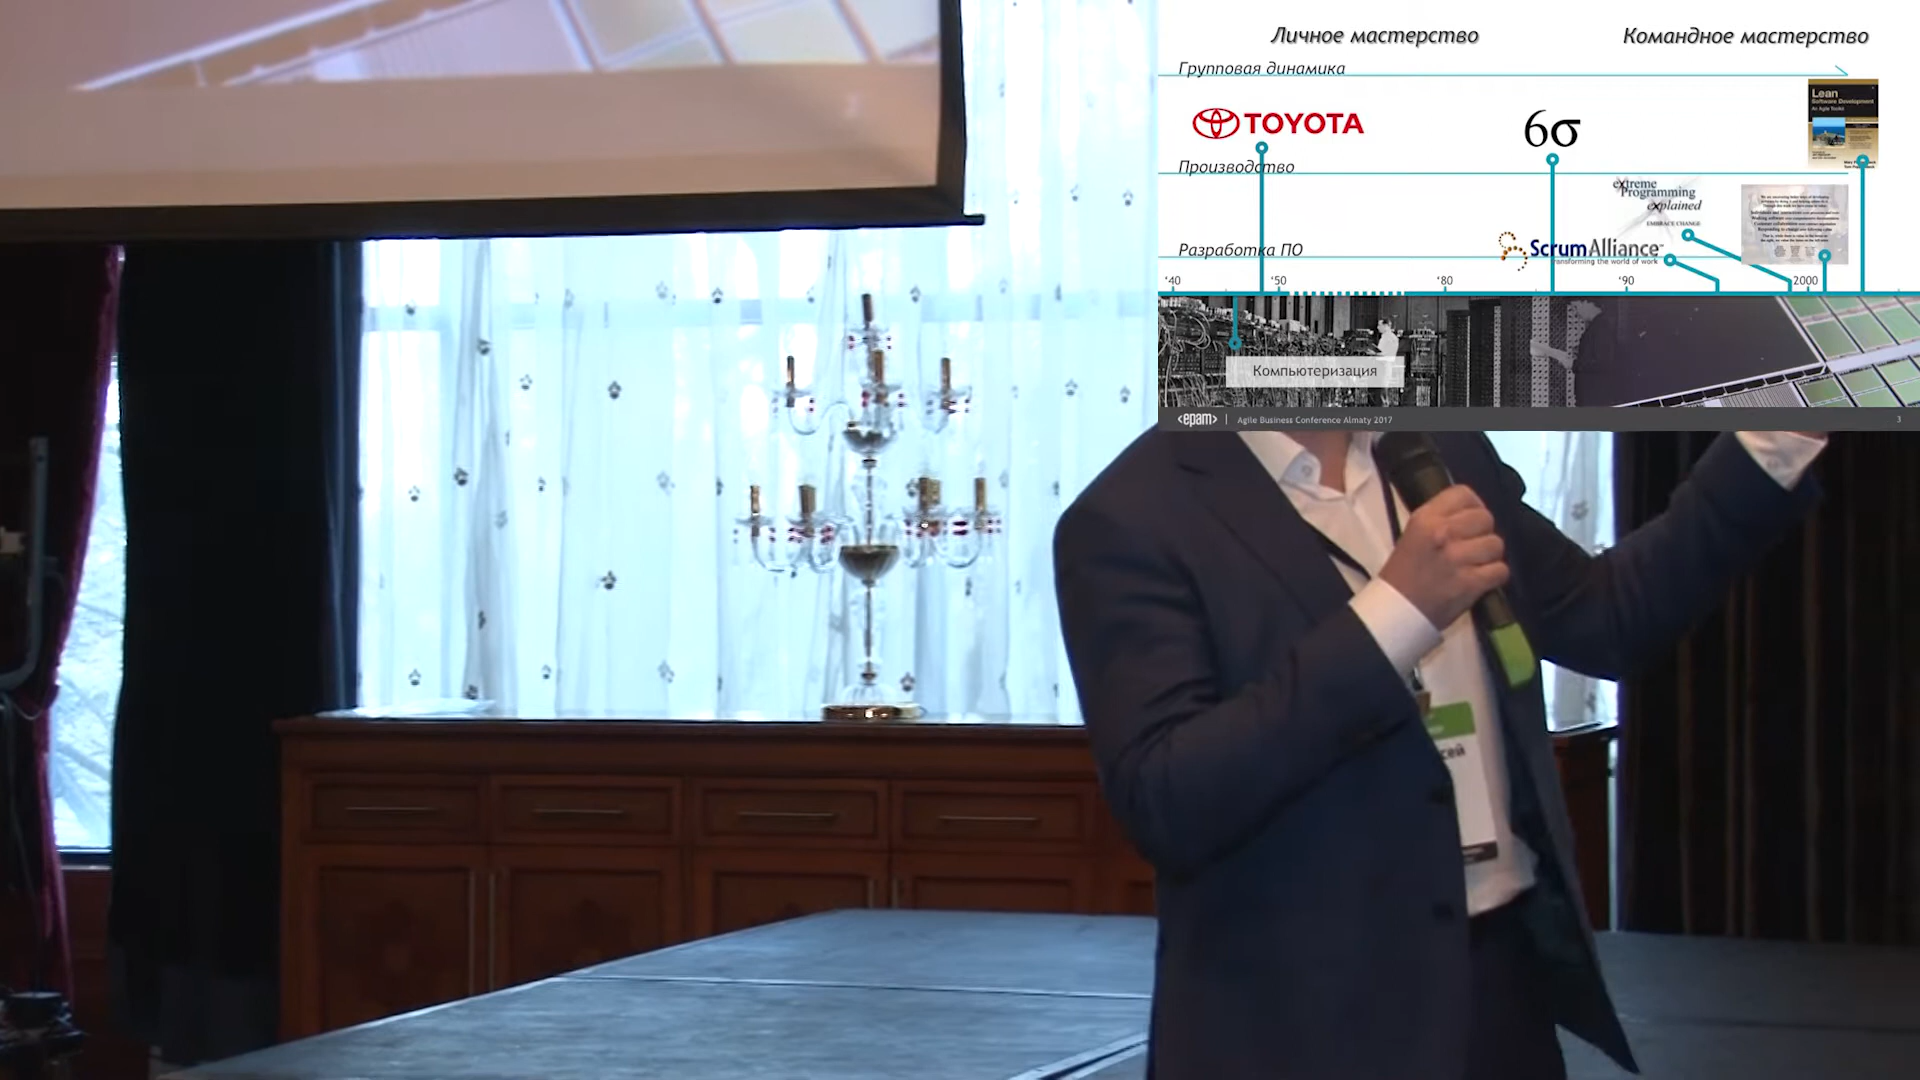 Личное мастерство
Командное мастерство
Групповая динамика
Lean
Software Development
An Agile Toolkit
TOYOTA
6σ
Производство
extreme
Programming
explained
EMBRACE CHANGE
Разработка ПО
ScrumAlliance
transforming the world of work
'40
'50
'80
'90
2000
Компьютеризация
<epam> | Agile Business Conference Almaty 2017
3
сей